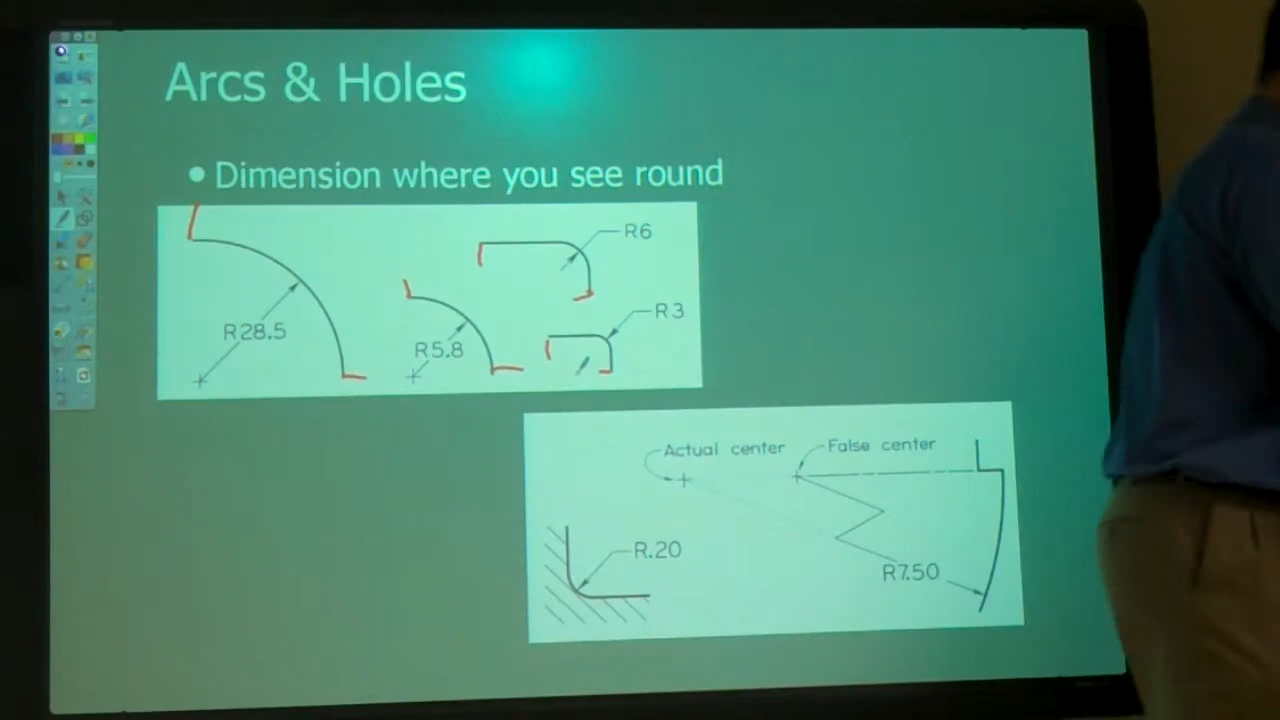 Arcs & Holes
• Dimension where you see round
R6
R3
R28.5
R5.8
Actual center
False center
R.20
R7.50